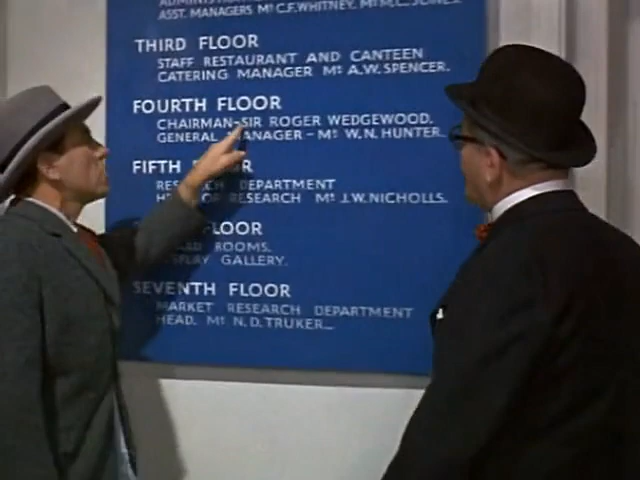 ASST. MANAGERS MR C.F. WHITNEY.
THIRD FLOOR
STAFF RESTAURANT AND CANTEEN
CATERING MANAGER MR A.W. SPENCER.
FOURTH FLOOR
CHAIRMAN-SIR ROGER WEDGEWOOD.
GENERAL MANAGER - MR W.N. HUNTER.
FIFTH FLOOR
RESEARCH DEPARTMENT
RESEARCH MR J.W. NICHOLLS.
FLOOR
ROOMS.
GALLERY.
SEVENTH FLOOR
MARKET RESEARCH DEPARTMENT
HEAD. MR N.D. TRUKER.